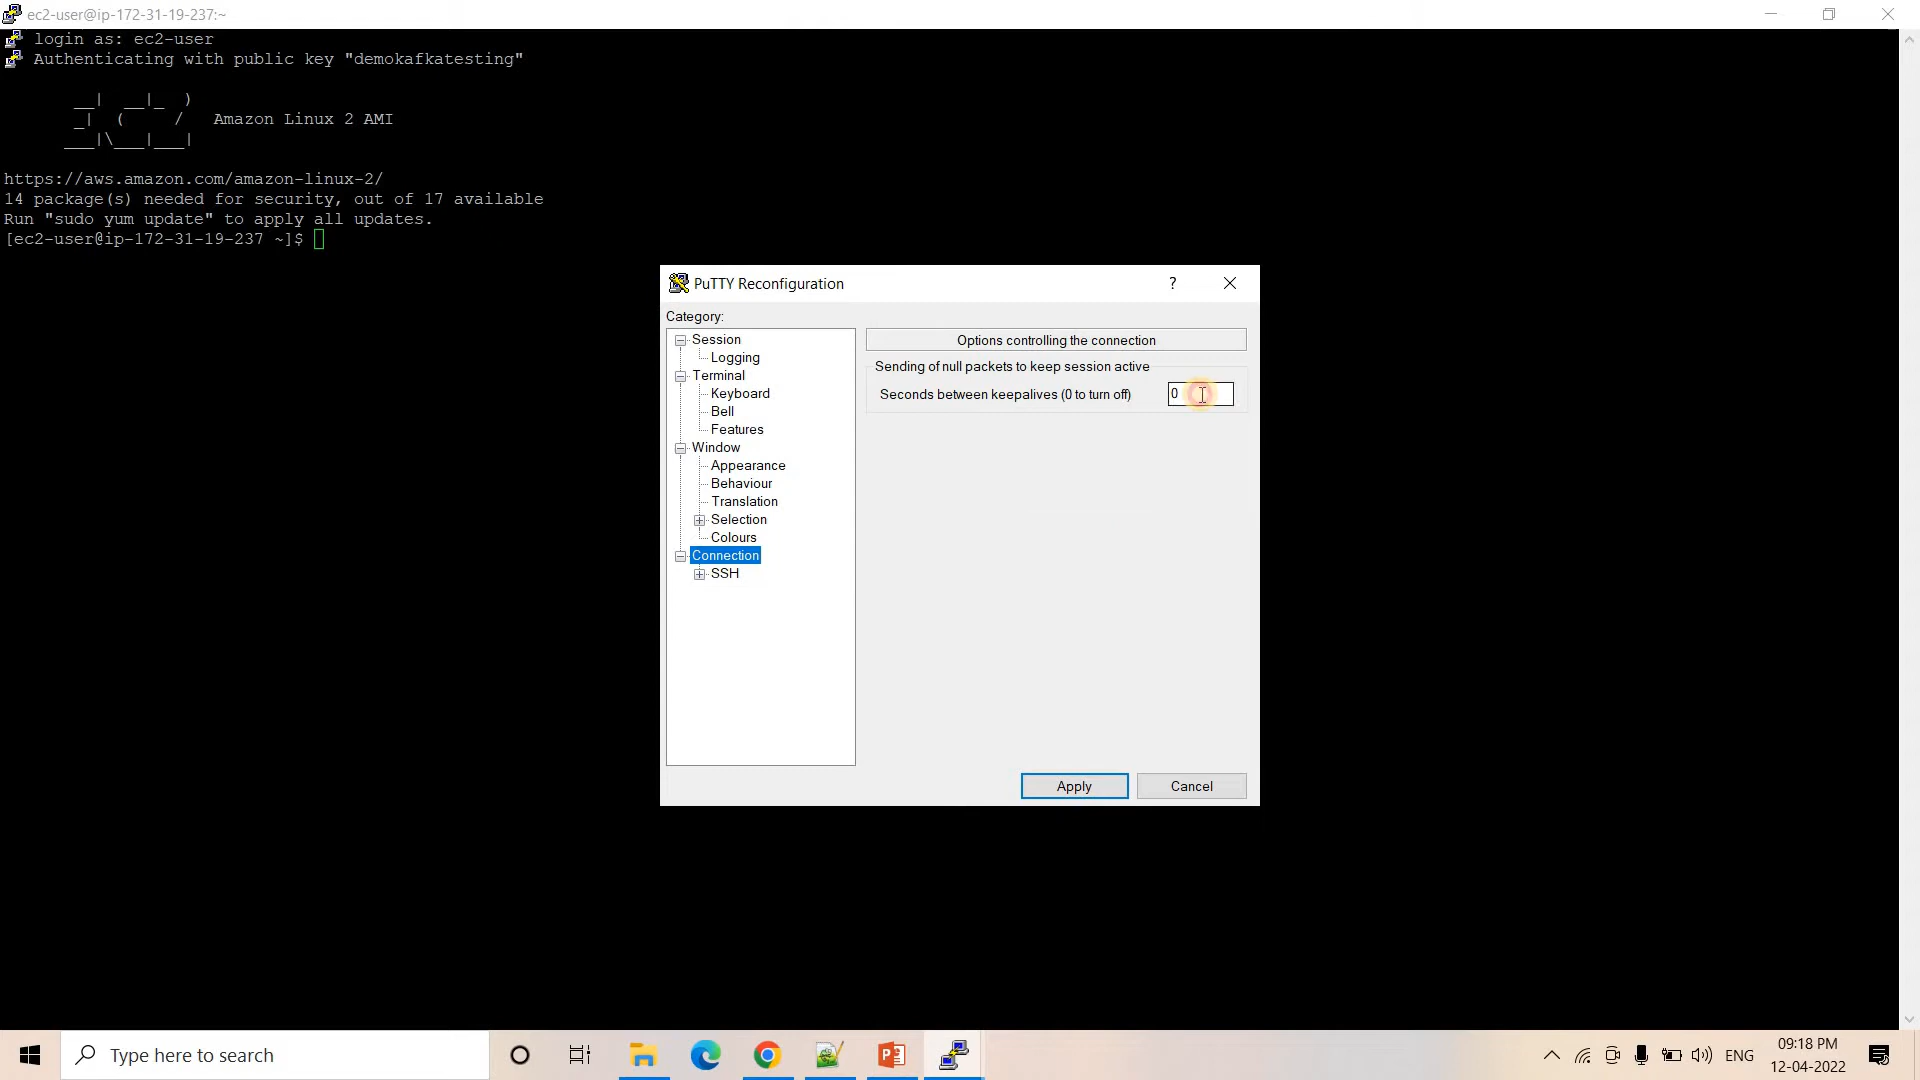 ec2-user@ip-172-31-19-237:~
login as: ec2-user
Authenticating with public key "demokafkatesting"
__| __|_ )
_| ( / Amazon Linux 2 AMI
___|\___|___|
https://aws.amazon.com/amazon-linux-2/
14 package(s) needed for security, out of 17 available
Run "sudo yum update" to apply all updates.
[ec2-user@ip-172-31-19-237 ~]$
PuTTY Reconfiguration
?
Category:
Session
Logging
Terminal
Keyboard
Bell
Features
Window
Appearance
Behaviour
Translation
Selection
Colours
Connection
SSH
Options controlling the connection
Sending of null packets to keep session active
Seconds between keepalives (0 to turn off) 0
Apply Cancel
Type here to search
ENG
09:18 PM
12-04-2022